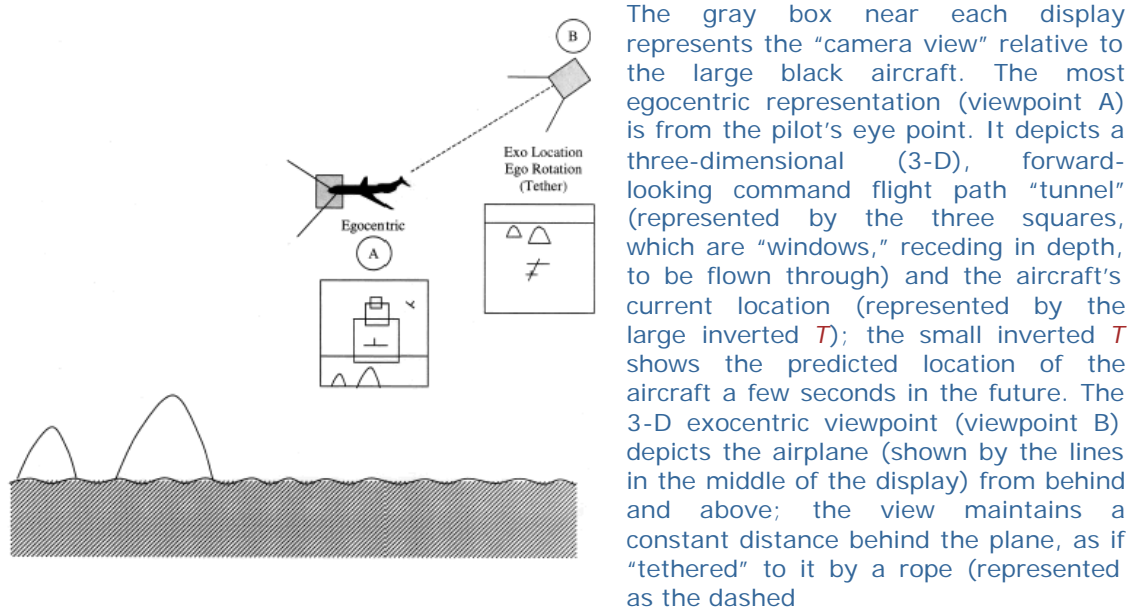 B
Exo Location
Ego Rotation
(Tether)
Egocentric
A
The gray box near each display
represents the “camera view” relative to
the large black aircraft. The most
egocentric representation (viewpoint A)
is from the pilot’s eye point. It depicts a
three-dimensional (3-D), forward-
looking command flight path “tunnel”
(represented by the three squares,
which are “windows,” receding in depth,
to be flown through) and the aircraft’s
current location (represented by the
large inverted T); the small inverted T
shows the predicted location of the
aircraft a few seconds in the future. The
3-D exocentric viewpoint (viewpoint B)
depicts the airplane (shown by the lines
in the middle of the display) from behind
and above; the view maintains a
constant distance behind the plane, as if
“tethered” to it by a rope (represented
as the dashed